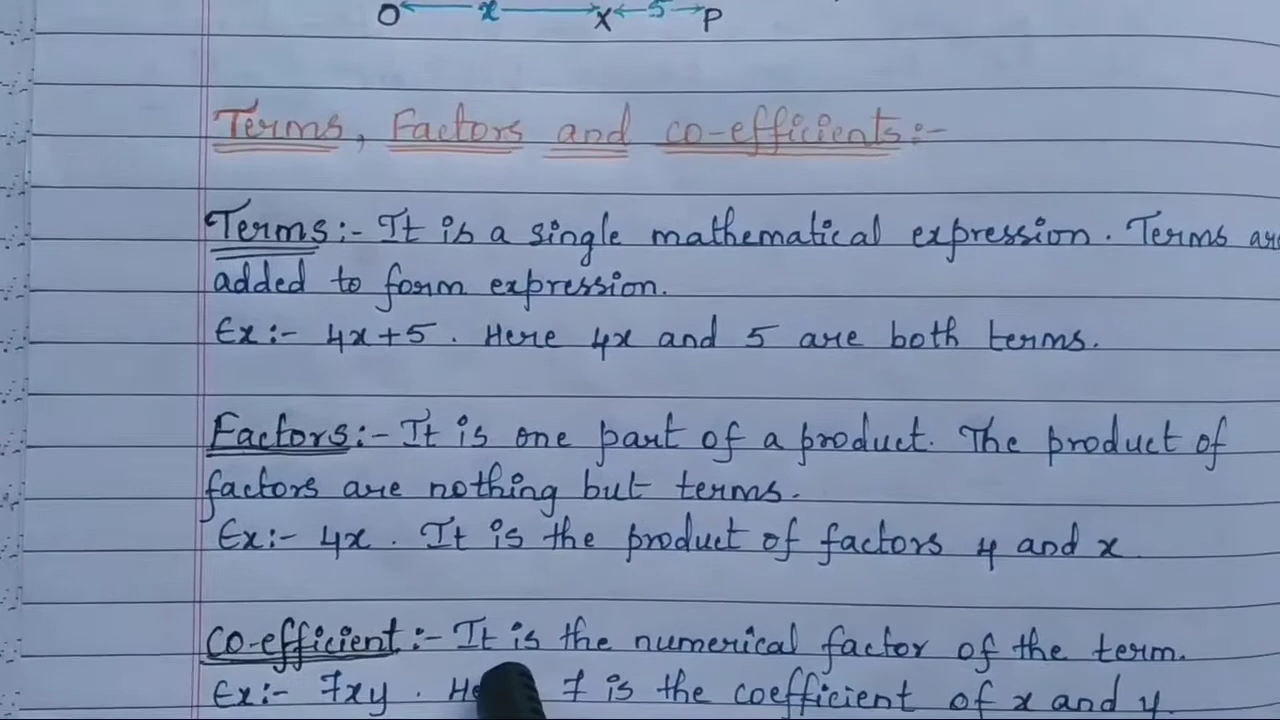 O x X 5 P
Terms, Factors and co-efficients:-
Terms:- It is a single mathematical expression. Terms
added to form expression.
Ex:- 4x+5. Here 4x and 5 are both terms.
Factors:- It is one part of a product. The product of
factors are nothing but terms.
Ex:- 4x. It is the product of factors 4 and x
Co-efficient:- It is the numerical factor of the term.
Ex:- 7xy. 7 is the coefficient of x and y.